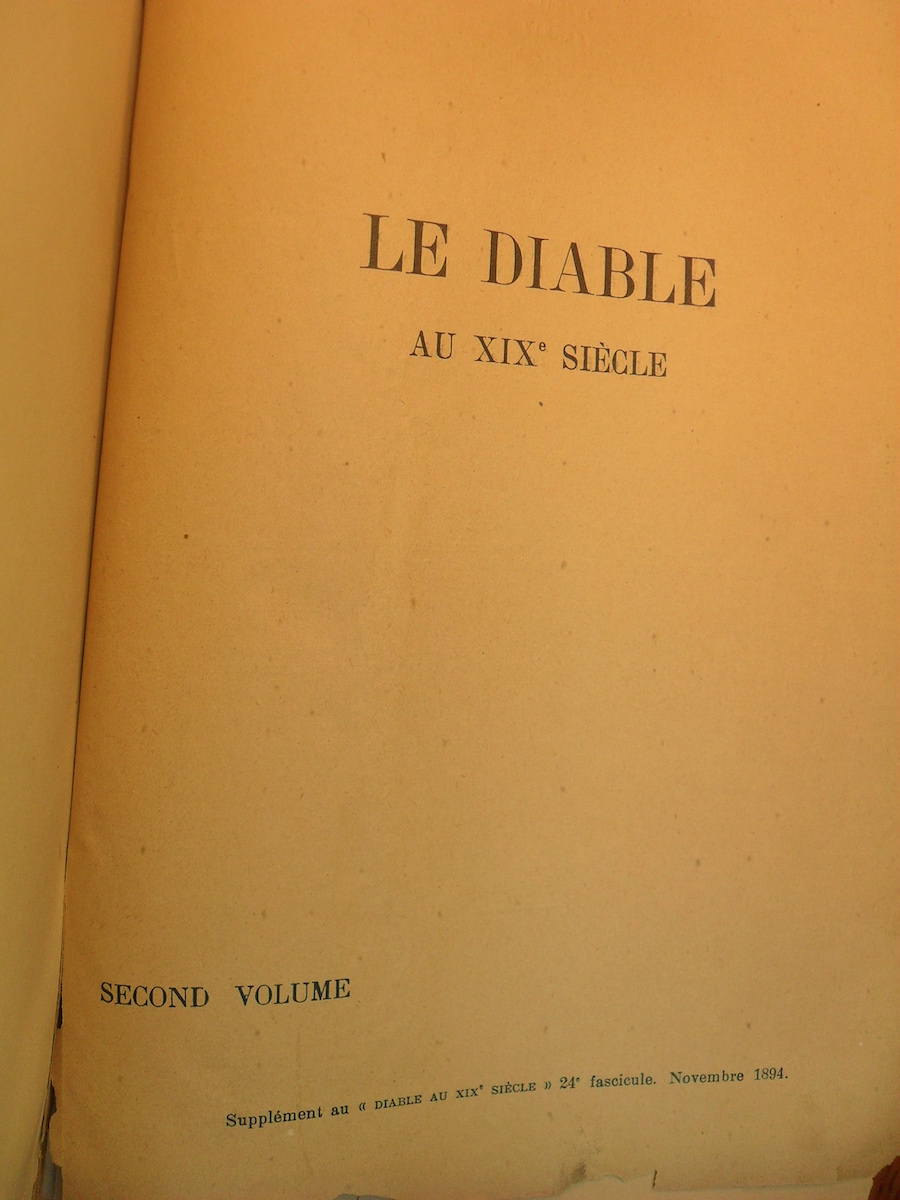 LE DIABLE
AU XIXe SIÈCLE
SECOND VOLUME
Supplément au « DIABLE AU XIXe SIÈCLE » 24e fascicule. Novembre 1894.